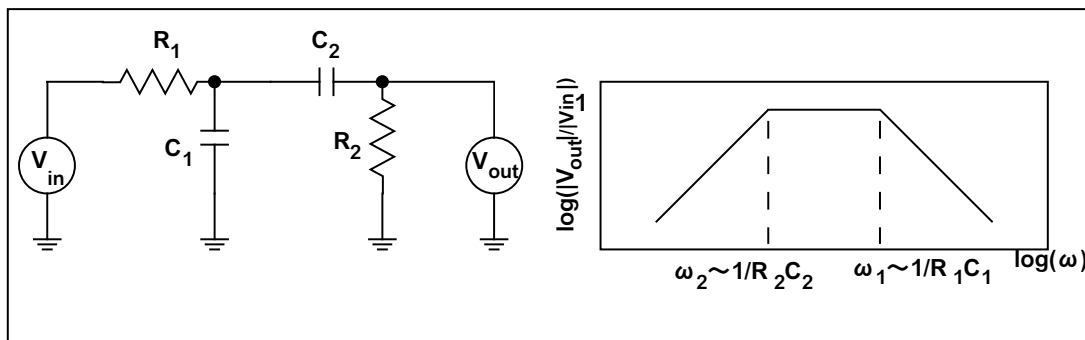 R1
C2
C1
R2
Vin
Vout
log(|Vout|/|Vin|)
1
log(ω)
ω2~1/R2C2
ω1~1/R1C1